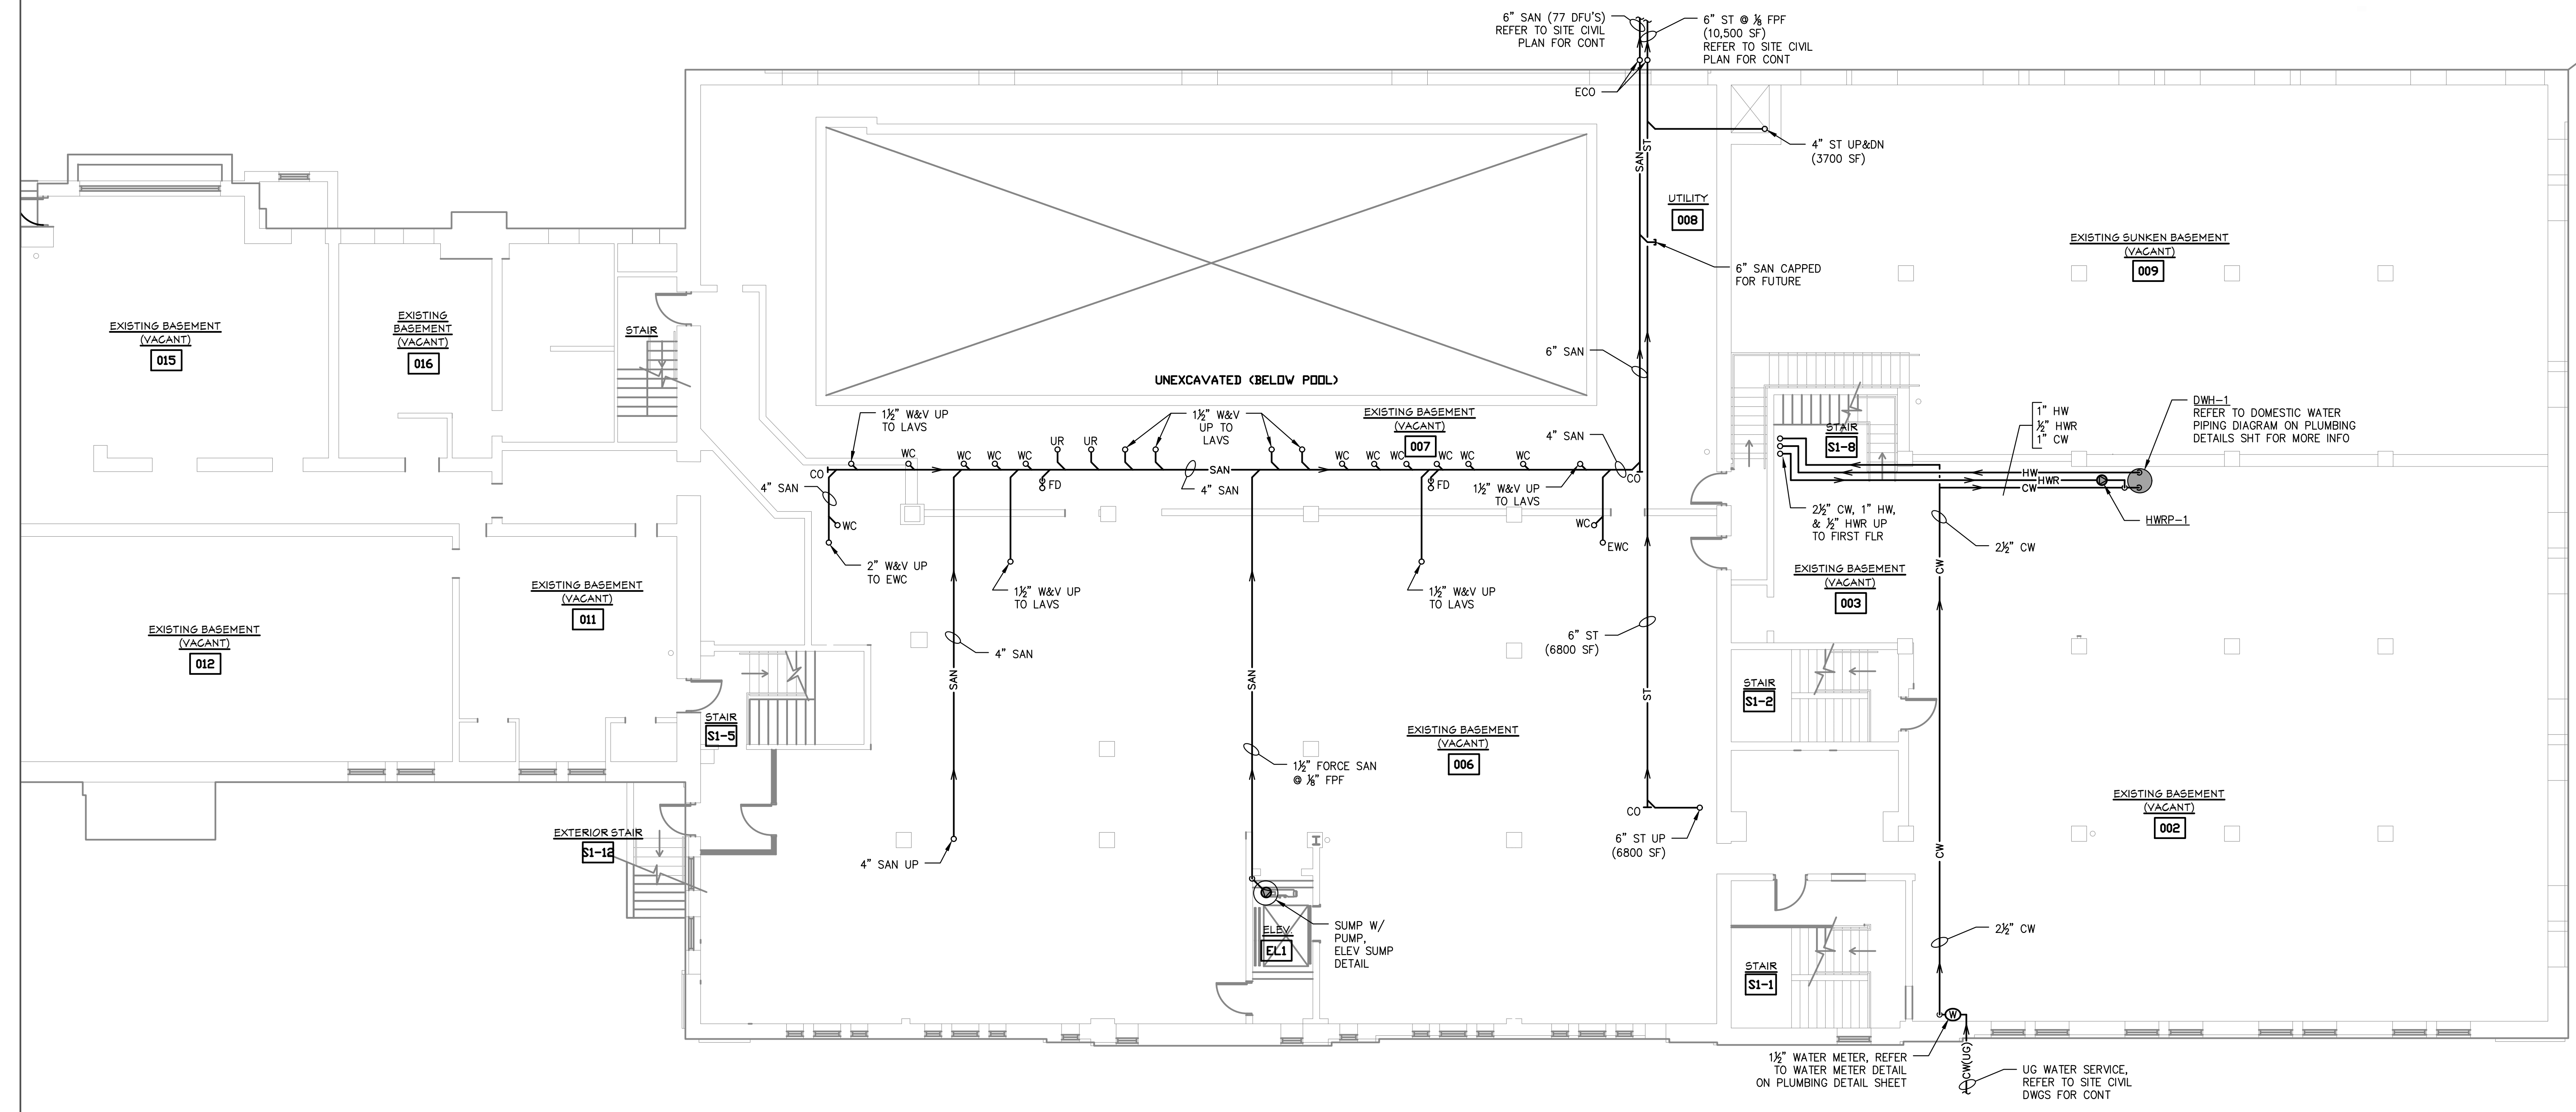 6" SAN (77 DFU'S)
REFER TO SITE CIVIL
PLAN FOR CONT
6" ST @ ⅛ FPF
(10,500 SF)
REFER TO SITE CIVIL
PLAN FOR CONT
ECO
SAN
ST
4" ST UP&DN
(3700 SF)
UTILITY
008
6" SAN CAPPED
FOR FUTURE
EXISTING SUNKEN BASEMENT
(VACANT)
009
EXISTING BASEMENT
(VACANT)
015
EXISTING
BASEMENT
(VACANT)
016
STAIR
6" SAN
UNEXCAVATED (BELOW POOL)
1½" W&V UP
TO LAVS
1½" W&V
UP TO
LAVS
EXISTING BASEMENT
(VACANT)
007
4" SAN
UR
UR
WC
WC
WC
WC
WC
WC
WC
WC
WC
WC
CO
SAN
4" SAN
FD
FD
CO
4" SAN
WC
1½" W&V UP
TO LAVS
WC
EWC
2" W&V UP
TO EWC
1½" W&V UP
TO LAVS
1½" W&V UP
TO LAVS
STAIR
S1-8
1" HW
½" HWR
1" CW
DWH-1
REFER TO DOMESTIC WATER
PIPING DIAGRAM ON PLUMBING
DETAILS SHT FOR MORE INFO
HW
HWR
CW
HWRP-1
2½" CW, 1" HW,
& ½" HWR UP
TO FIRST FLR
2½" CW
CW
EXISTING BASEMENT
(VACANT)
003
EXISTING BASEMENT
(VACANT)
011
EXISTING BASEMENT
(VACANT)
012
4" SAN
SAN
SAN
6" ST
(6800 SF)
ST
STAIR
S1-2
STAIR
S1-5
EXISTING BASEMENT
(VACANT)
006
1½" FORCE SAN
@ ⅛" FPF
EXISTING BASEMENT
(VACANT)
002
CO
6" ST UP
(6800 SF)
CW
EXTERIOR STAIR
S1-12
4" SAN UP
ELEV.
EL1
SUMP W/
PUMP,
ELEV SUMP
DETAIL
2½" CW
STAIR
S1-1
W
1½" WATER METER, REFER
TO WATER METER DETAIL
ON PLUMBING DETAIL SHEET
CW(UG)
UG WATER SERVICE,
REFER TO SITE CIVIL
DWGS FOR CONT